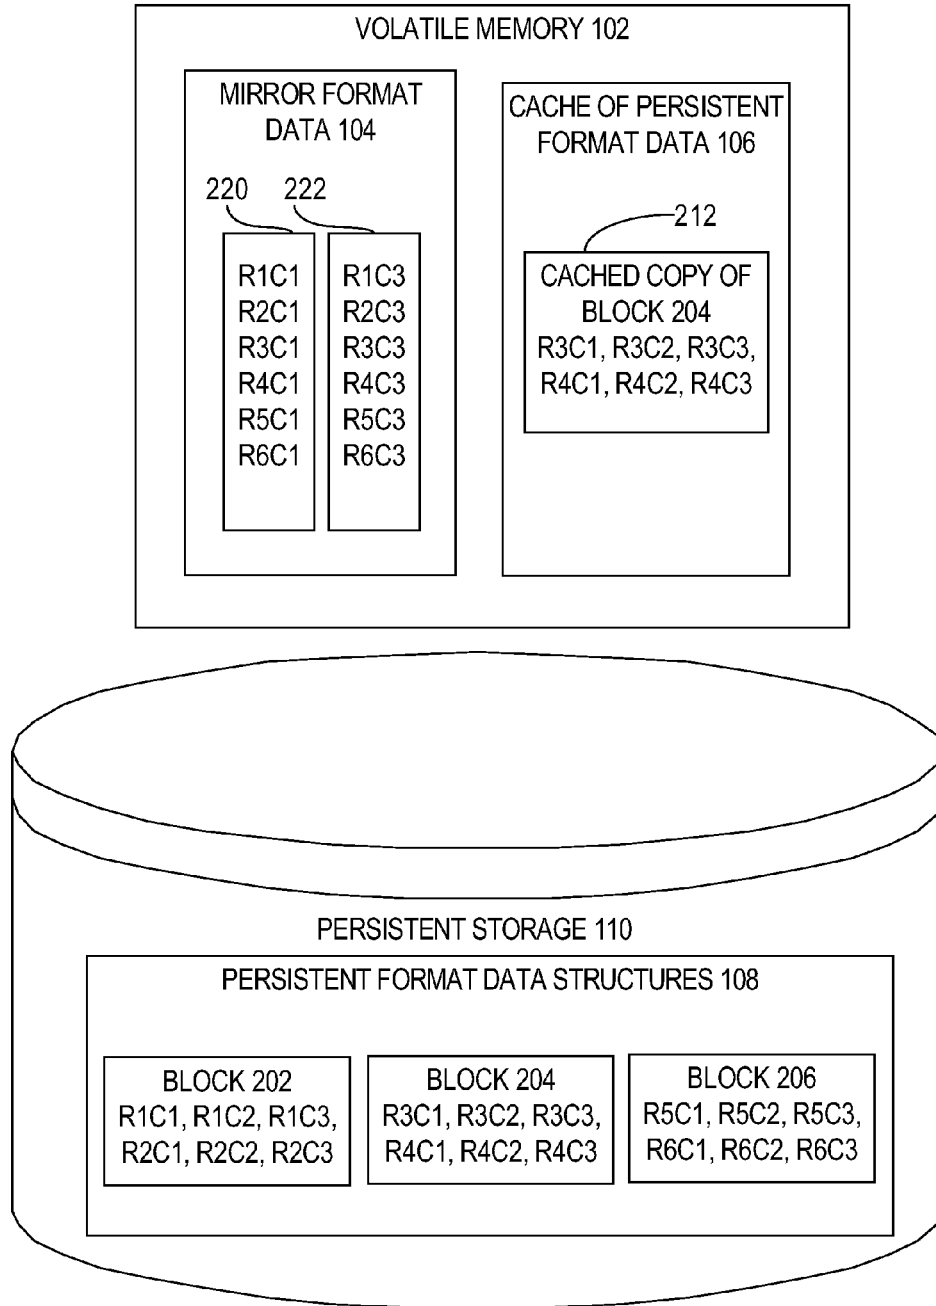 VOLATILE MEMORY 102
MIRROR FORMAT
DATA 104
220
222
R1C1
R2C1
R3C1
R4C1
R5C1
R6C1
R1C3
R2C3
R3C3
R4C3
R5C3
R6C3
CACHE OF PERSISTENT
FORMAT DATA 106
212
CACHED COPY OF
BLOCK 204
R3C1, R3C2, R3C3,
R4C1, R4C2, R4C3
PERSISTENT STORAGE 110
PERSISTENT FORMAT DATA STRUCTURES 108
BLOCK 202
R1C1, R1C2, R1C3,
R2C1, R2C2, R2C3
BLOCK 204
R3C1, R3C2, R3C3,
R4C1, R4C2, R4C3
BLOCK 206
R5C1, R5C2, R5C3,
R6C1, R6C2, R6C3